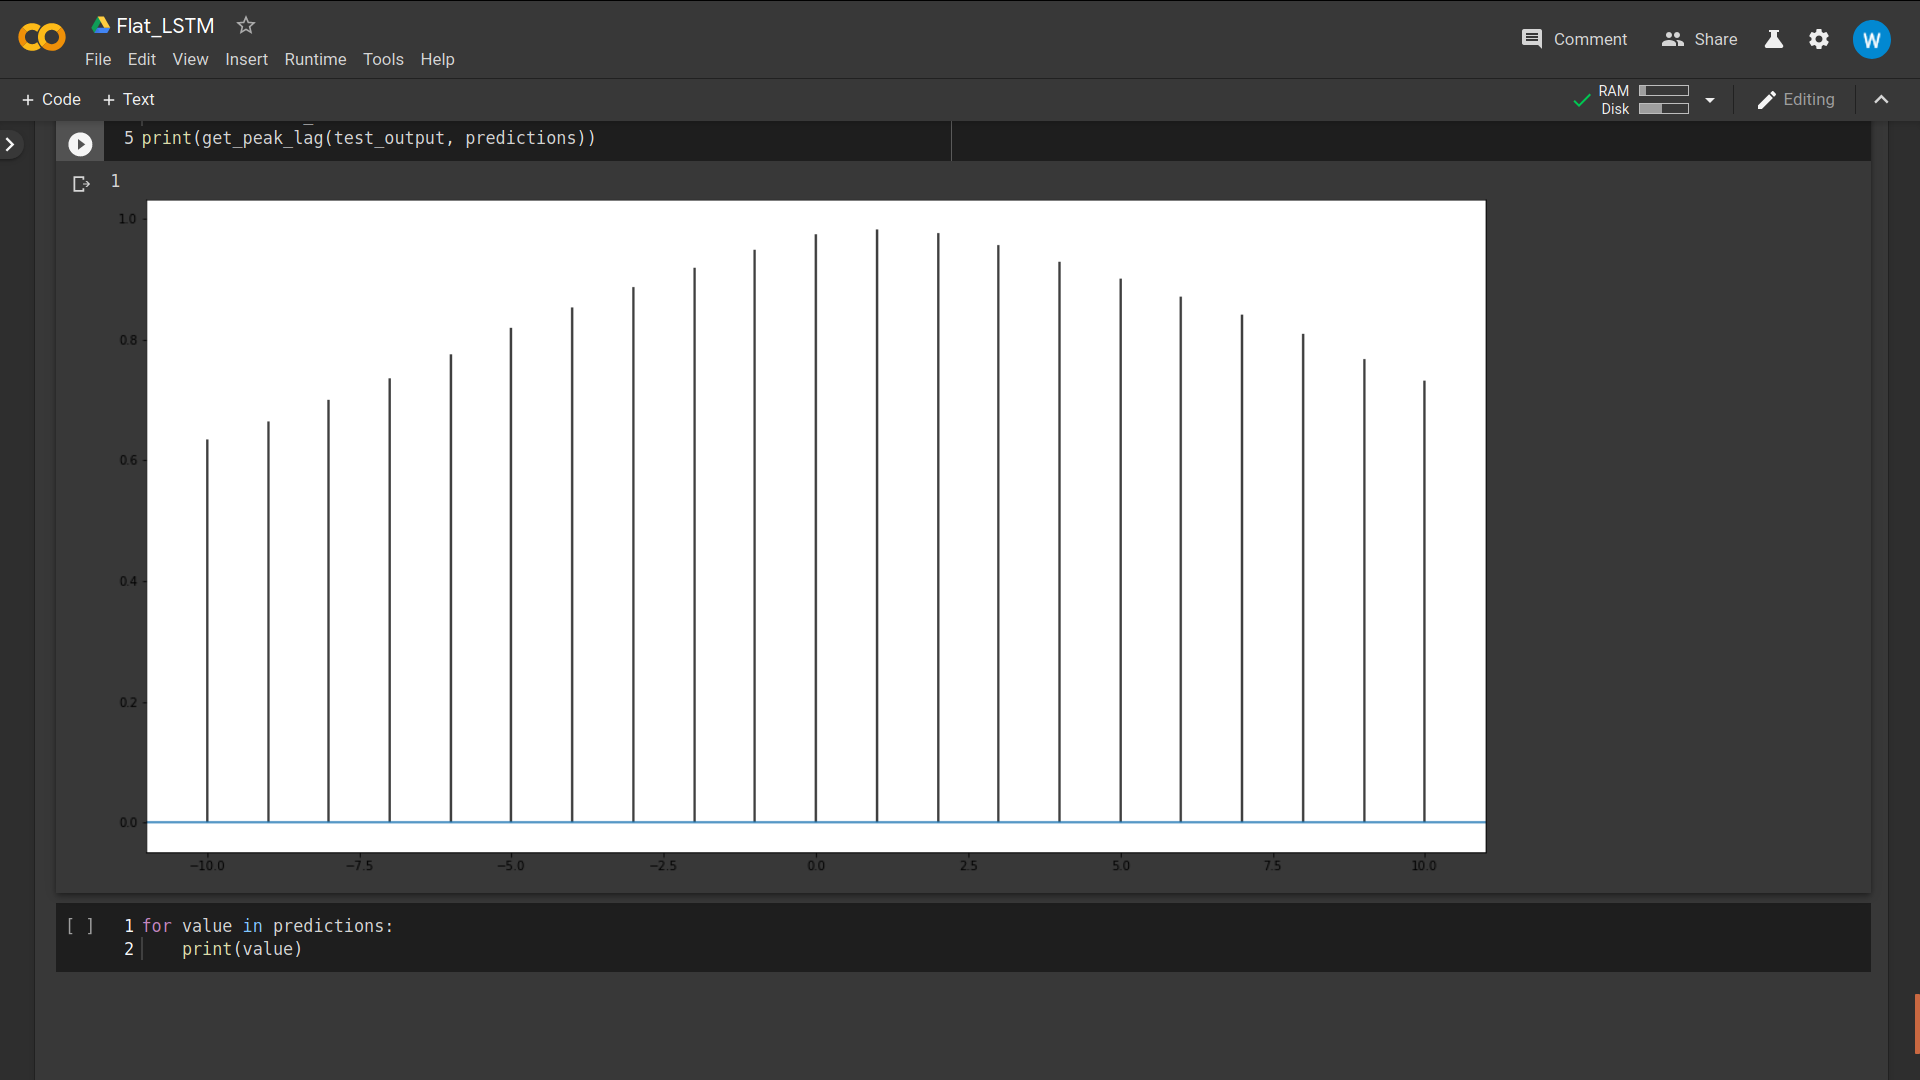 Flat_LSTM
File Edit View Insert Runtime Tools Help
Comment Share W
+ Code + Text
RAM
Disk
Editing
5 print(get_peak_lag(test_output, predictions))
1
1.0
0.8
0.6
0.4
0.2
0.0
−10.0 −7.5 −5.0 −2.5 0.0 2.5 5.0 7.5 10.0
[ ] 1 for value in predictions:
2 print(value)